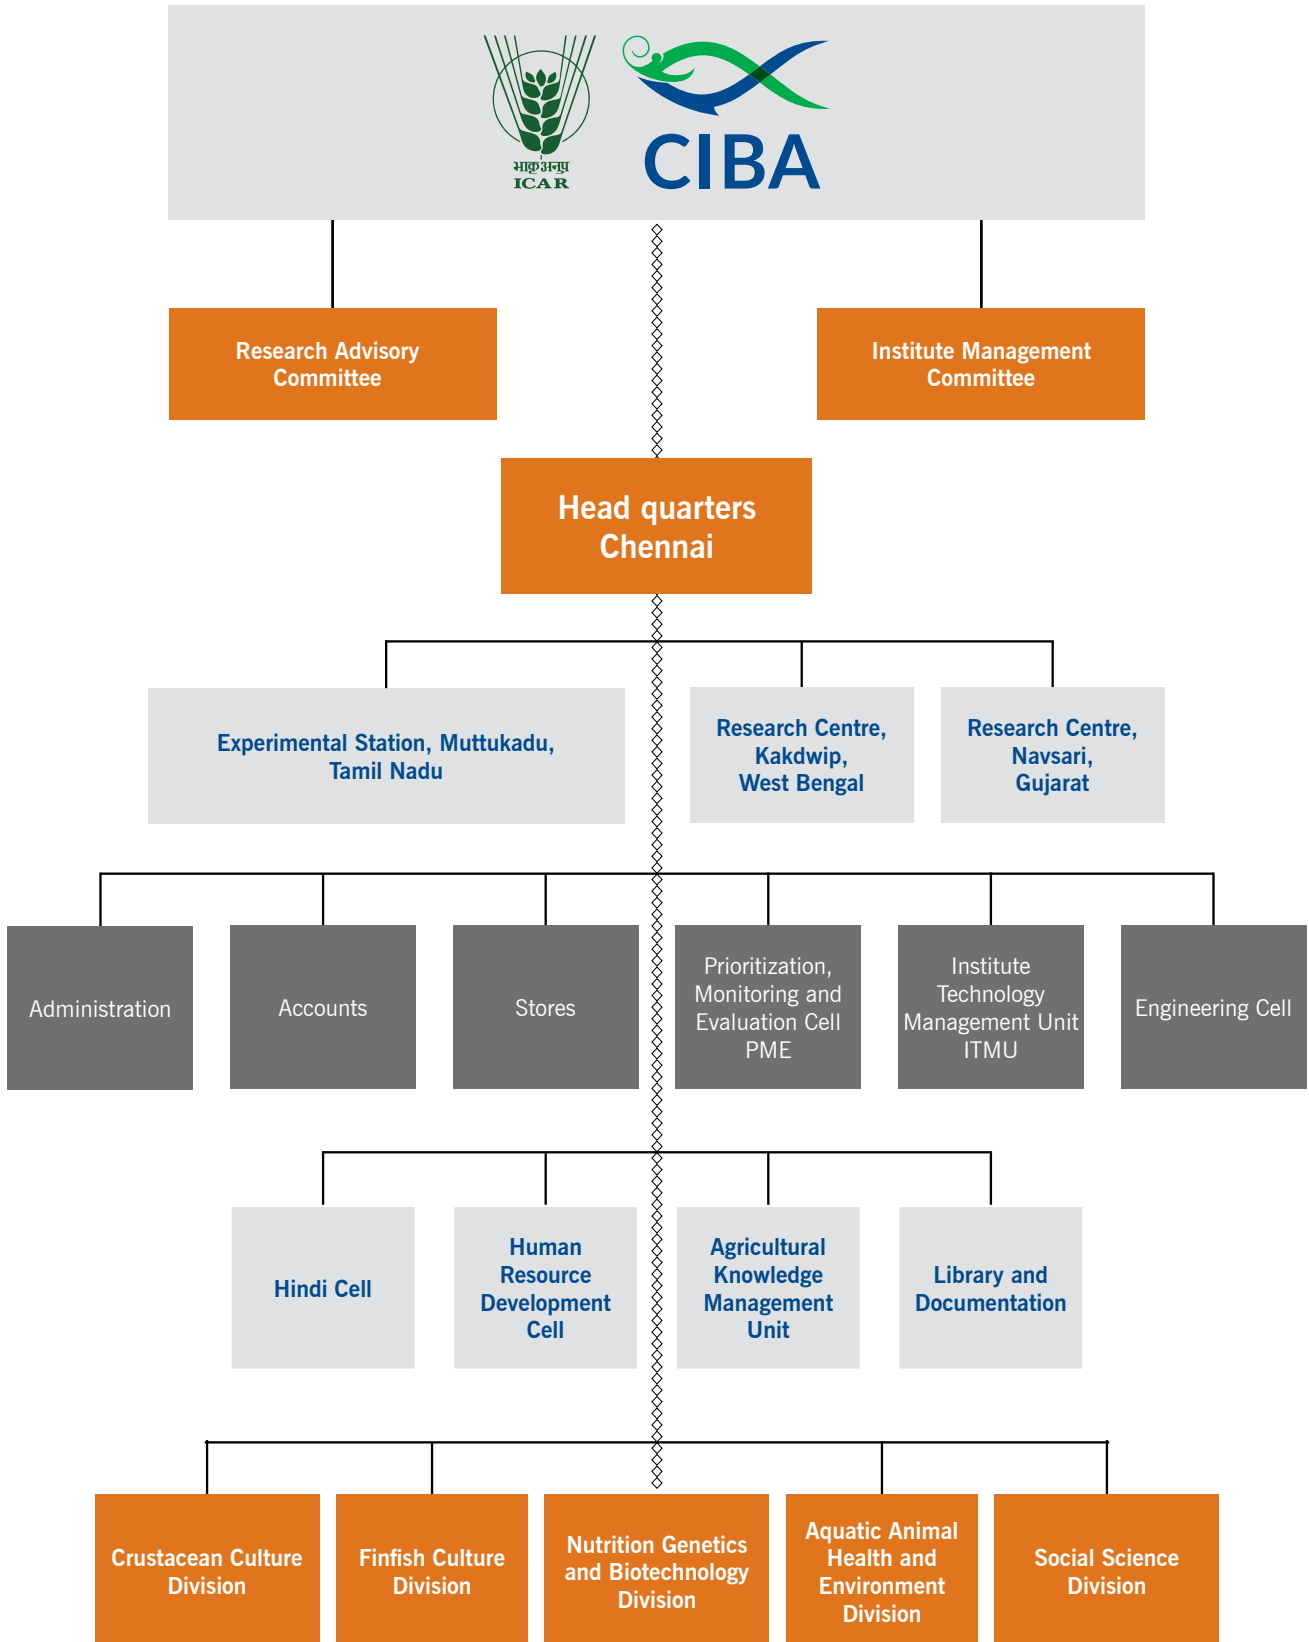 भाकृअनुप
ICAR
CIBA
Research Advisory
Committee
Institute Management
Committee
Head quarters
Chennai
Experimental Station, Muttukadu,
Tamil Nadu
Research Centre,
Kakdwip,
West Bengal
Research Centre,
Navsari,
Gujarat
Administration
Accounts
Stores
Prioritization,
Monitoring and
Evaluation Cell
PME
Institute
Technology
Management Unit
ITMU
Engineering Cell
Hindi Cell
Human
Resource
Development
Cell
Agricultural
Knowledge
Management
Unit
Library and
Documentation
Crustacean Culture
Division
Finfish Culture
Division
Nutrition Genetics
and Biotechnology
Division
Aquatic Animal
Health and
Environment
Division
Social Science
Division